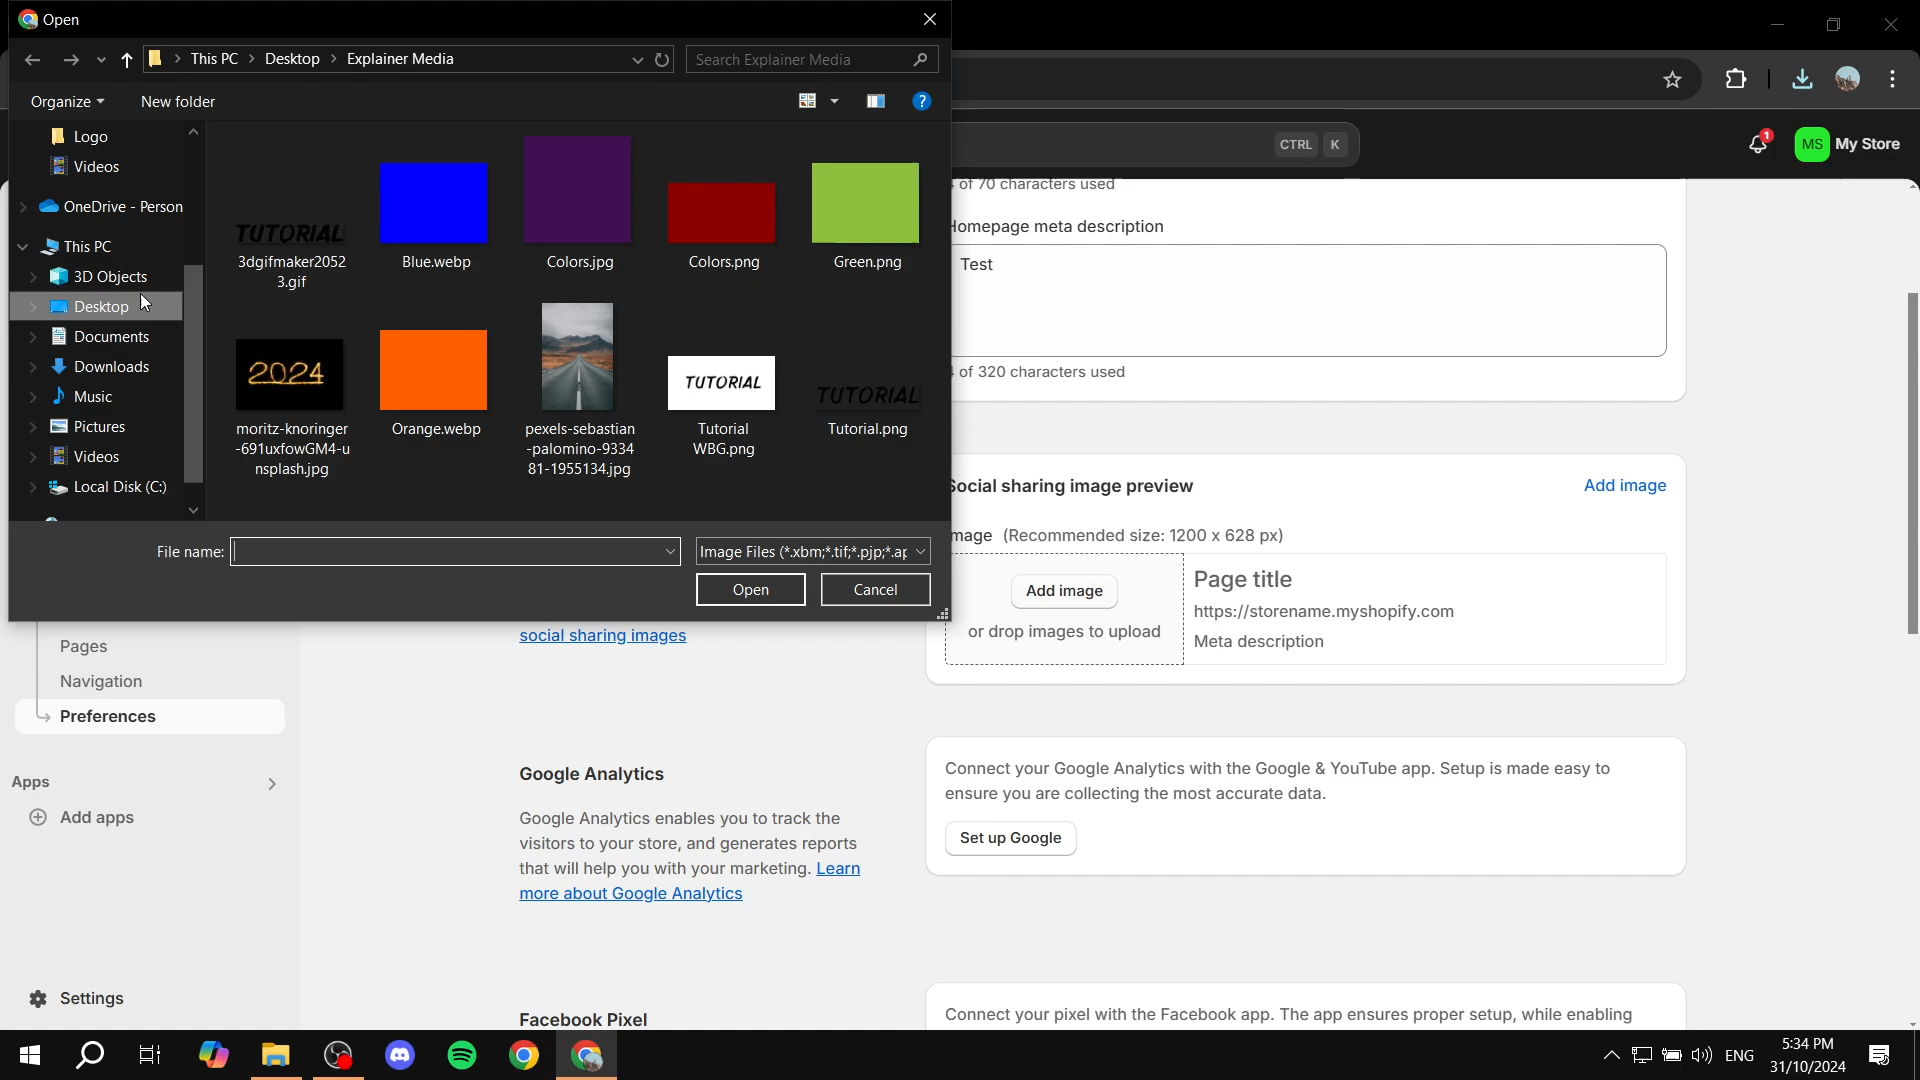 Open
This PC > Desktop > Explainer Media
Search Explainer Media
Organize
New folder
Logo
Videos
OneDrive - Person
This PC
3D Objects
Desktop
Documents
Downloads
Music
Pictures
Videos
Local Disk (C:)
TUTORIAL
3dgifmaker2052
3.gif
Blue.webp
Colors.jpg
Colors.png
Green.png
2024
moritz-knoringer
-691uxfowGM4-u
nsplash.jpg
Orange.webp
pexels-sebastian
-palomino-9334
81-1955134.jpg
TUTORIAL
Tutorial
WBG.png
TUTORIAL
Tutorial.png
File name:
Image Files (*.xbm;*.tif;*.pjp;*.ap
Open
Cancel
CTRL K
1
MS My Store
of 70 characters used
Homepage meta description
Test
of 320 characters used
Social sharing image preview
Add image
mage (Recommended size: 1200 x 628 px)
Add image
or drop images to upload
Page title
https://storename.myshopify.com
Meta description
social sharing images
Pages
Navigation
Preferences
Apps
Add apps
Settings
Google Analytics
Google Analytics enables you to track the
visitors to your store, and generates reports
that will help you with your marketing. Learn
more about Google Analytics
Connect your Google Analytics with the Google & YouTube app. Setup is made easy to
ensure you are collecting the most accurate data.
Set up Google
Facebook Pixel
Connect your pixel with the Facebook app. The app ensures proper setup, while enabling
ENG
5:34 PM
31/10/2024